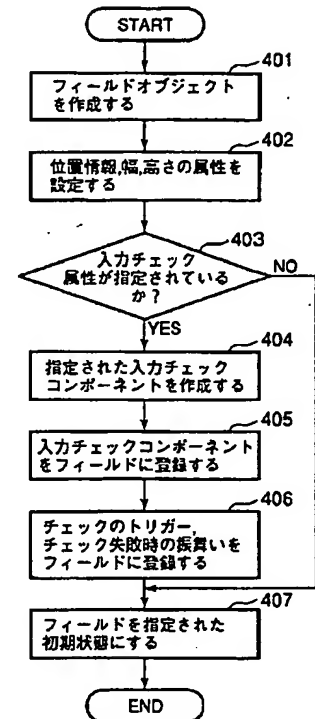 START
401
フィールドオブジェクト
を作成する
402
位置情報,幅,高さの属性を
設定する
403
入力チェック
属性が指定されている
か?
NO
YES
404
指定された入力チェック
コンポーネントを作成する
405
入力チェックコンポーネント
をフィールドに登録する
406
チェックのトリガー,
チェック失敗時の振舞いを
フィールドに登録する
407
フィールドを指定された
初期状態にする
END